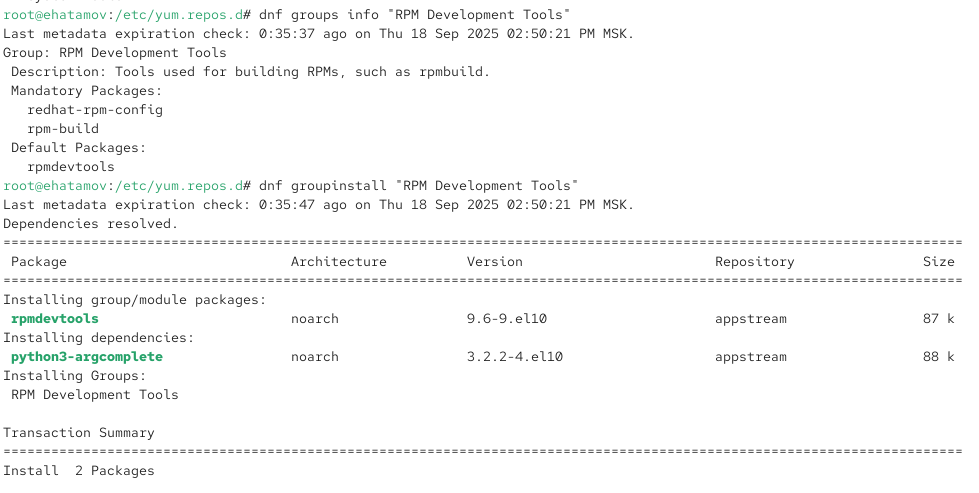 root@ehatamov:/etc/yum.repos.d# dnf groups info "RPM Development Tools"
Last metadata expiration check: 0:35:37 ago on Thu 18 Sep 2025 02:50:21 PM MSK.
Group: RPM Development Tools
 Description: Tools used for building RPMs, such as rpmbuild.
 Mandatory Packages:
   redhat-rpm-config
   rpm-build
 Default Packages:
   rpmdevtools
root@ehatamov:/etc/yum.repos.d# dnf groupinstall "RPM Development Tools"
Last metadata expiration check: 0:35:47 ago on Thu 18 Sep 2025 02:50:21 PM MSK.
Dependencies resolved.
========================================================================================================================
 Package                            Architecture          Version                        Repository                Size
========================================================================================================================
Installing group/module packages:
 rpmdevtools                        noarch                9.6-9.el10                     appstream                 87 k
Installing dependencies:
 python3-argcomplete                noarch                3.2.2-4.el10                   appstream                 88 k
Installing Groups:
 RPM Development Tools

Transaction Summary
========================================================================================================================
Install  2 Packages